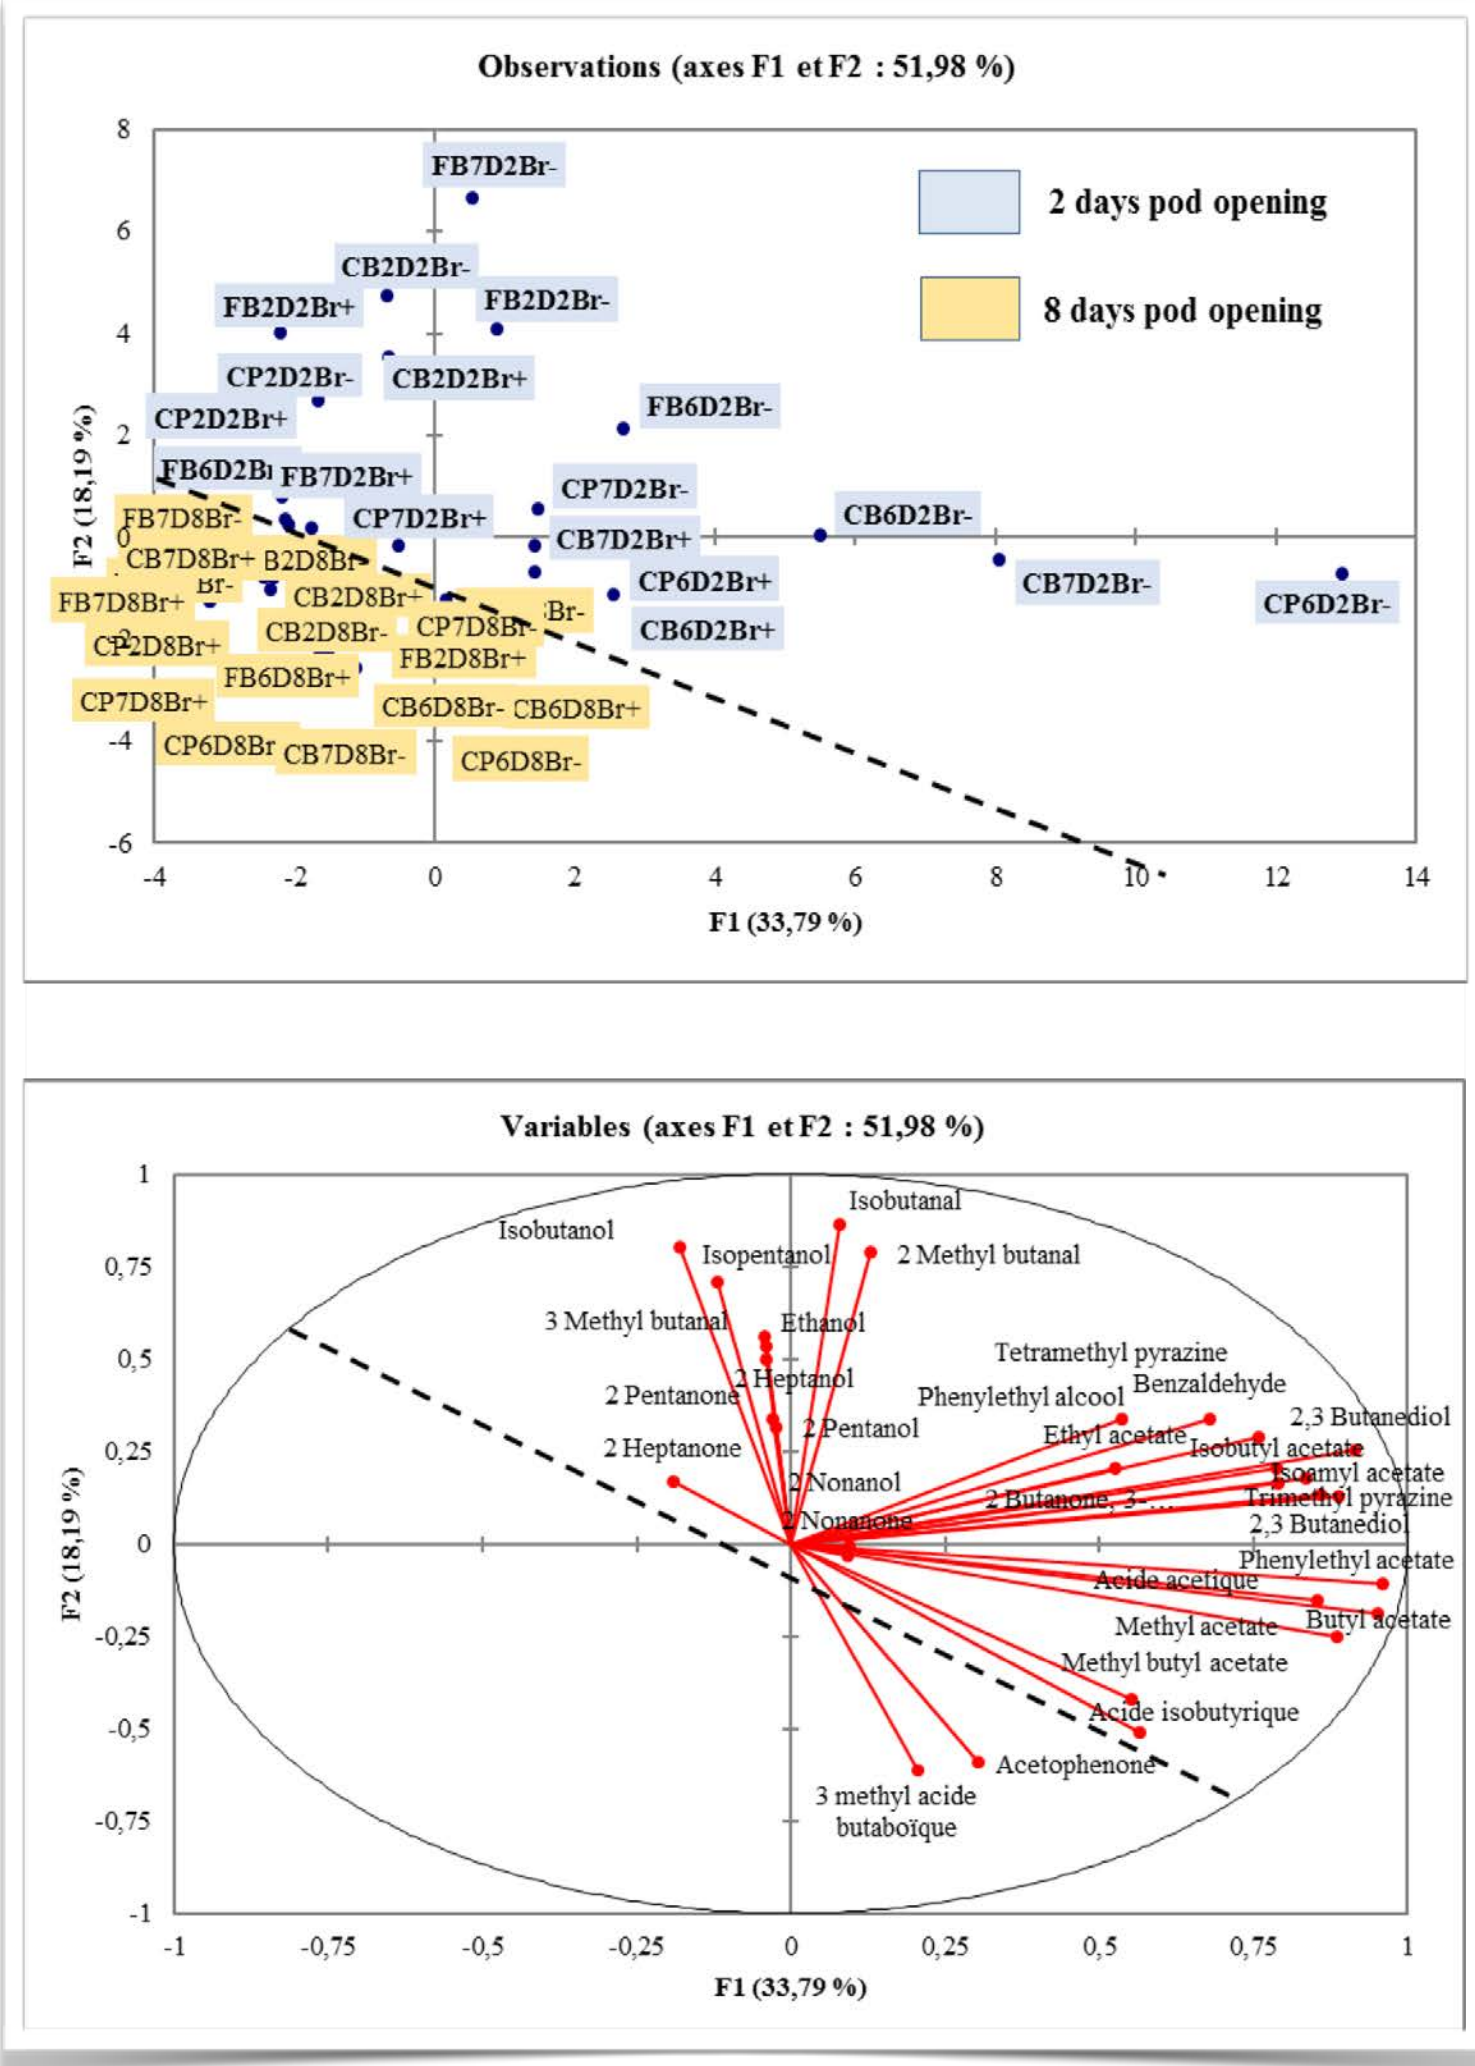 Observations (axes F1 et F2 : 51,98 %)
8
6
4
2
0
-2
-4
-6
F2 (18,19 %)
FB7D2Br-
2 days pod opening
CB2D2Br-
FB2D2Br+
FB2D2Br-
8 days pod opening
CP2D2Br-
CB2D2Br+
CP2D2Br+
FB6D2Br-
FB6D2Br
FB7D2Br+
CP7D2Br-
FB7D8Br-
CP7D2Br+
CB6D2Br-
CB7D2Br+
CB7D8Br+
B2D8Br-
CP6D2Br+
CB7D2Br-
Br-
FB7D8Br+
CB2D8Br+
Br-
CP6D2Br-
CP2D8Br+
CB2D8Br-
CP7D8Br-
CB6D2Br+
FB6D8Br+
FB2D8Br+
CP7D8Br+
CB6D8Br-
CB6D8Br+
CP6D8Br
CB7D8Br-
CP6D8Br-
-4 -2 0 2 4 6 8 10 12 14
F1 (33,79 %)
Variables (axes F1 et F2 : 51,98 %)
1
0,75
0,5
0,25
0
-0,25
-0,5
-0,75
-1
F2 (18,19 %)
Isobutanal
Isobutanol
Isopentanol
2 Methyl butanal
3 Methyl butanal
Ethanol
Tetramethyl pyrazine
2 Heptanol
Benzaldehyde
2 Pentanone
Phenylethyl alcool
2,3 Butanediol
2 Pentanol
Ethyl acetate
2 Heptanone
Isobutyl acetate
Isoamyl acetate
2 Nonanol
2 Butanone, 3-…
Trimethyl pyrazine
2 Nonanone
2,3 Butanediol
Phenylethyl acetate
Acide acetique
Butyl acetate
Methyl acetate
Methyl butyl acetate
Acide isobutyrique
Acetophenone
3 methyl acide
butaboïque
-1 -0,75 -0,5 -0,25 0 0,25 0,5 0,75 1
F1 (33,79 %)